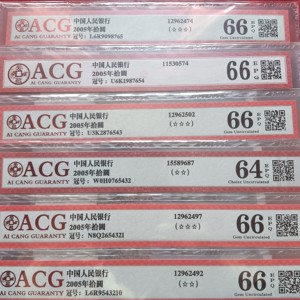 ACG
AI CANG GUARANTY
中国人民银行
2005年拾圆
冠号: L6R9898765
12962474
(☆☆☆)
66 EPQ
Gem Uncirculated
ACG
AI CANG GUARANTY
中国人民银行
2005年拾圆
冠号: U6K1987654
11530574
66 EPQ
Gem Uncirculated
ACG
AI CANG GUARANTY
中国人民银行
2005年拾圆
冠号: U3K2876543
12962502
(☆☆)
66 EPQ
Gem Uncirculated
ACG
AI CANG GUARANTY
中国人民银行
2005年拾圆
冠号: W0H0765432
15589687
(☆☆)
64 EPQ
Choice Uncirculated
ACG
AI CANG GUARANTY
中国人民银行
2005年拾圆
冠号: N8Q2654321
12962497
(☆☆)
66 EPQ
Gem Uncirculated
ACG
AI CANG GUARANTY
中国人民银行
2005年拾圆
冠号: L6R9543210
12962492
(☆☆☆)
66 EPQ
Gem Uncirculated